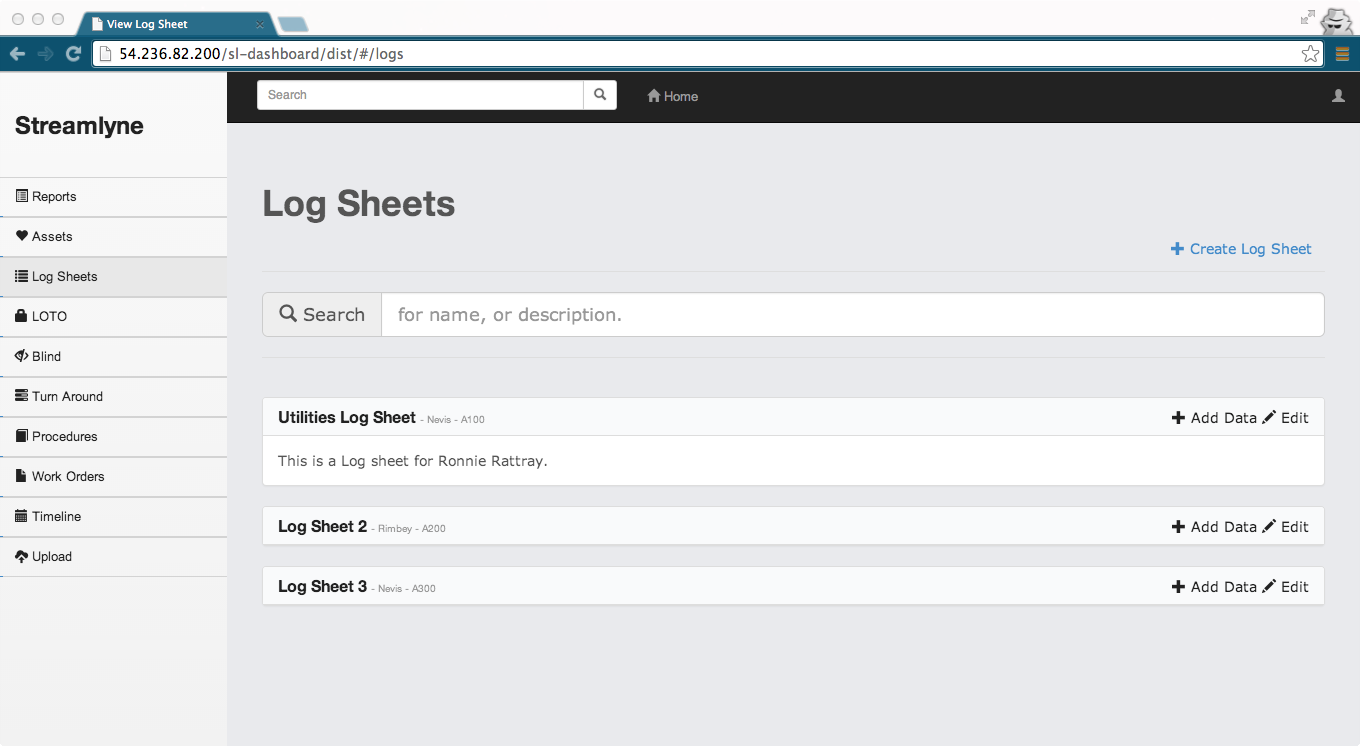 View Log Sheet
54.236.82.200/sl-dashboard/dist/#/logs
Streamlyne
Search
Home
Reports
Assets
Log Sheets
LOTO
Blind
Turn Around
Procedures
Work Orders
Timeline
Upload
Log Sheets
Create Log Sheet
Search for name, or description.
Utilities Log Sheet - Nevis - A100 Add Data Edit
This is a Log sheet for Ronnie Rattray.
Log Sheet 2 - Rimbey - A200 Add Data Edit
Log Sheet 3 - Nevis - A300 Add Data Edit